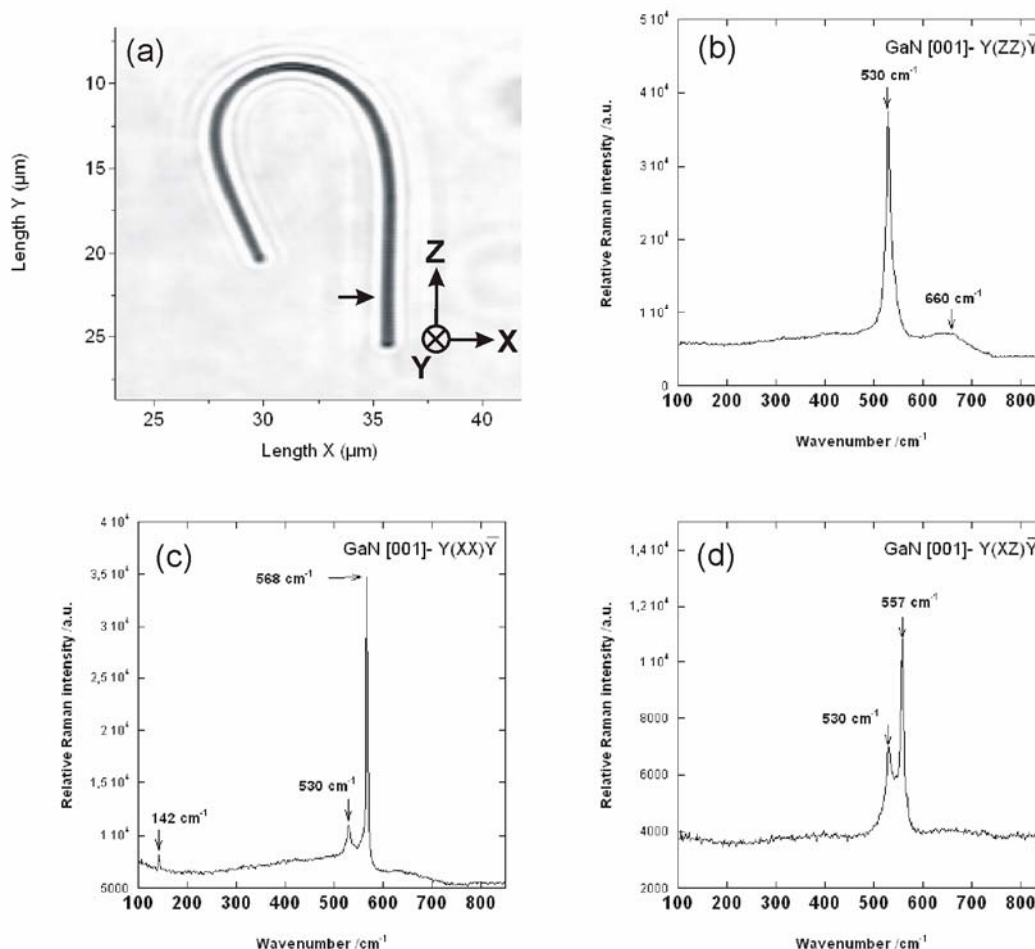 (a)
10
15
20
25
Length Y (µm)
25 30 35 40
Length X (µm)
Z
X
Y
(b)
GaN [001]- Y(ZZ)Y̅
530 cm⁻¹
660 cm⁻¹
5 10⁴
4 10⁴
3 10⁴
2 10⁴
1 10⁴
0
Relative Raman intensity /a.u.
100 200 300 400 500 600 700 800
Wavenumber /cm⁻¹
(c)
GaN [001]- Y(XX)Y̅
568 cm⁻¹
530 cm⁻¹
142 cm⁻¹
4 10⁴
3,5 10⁴
3 10⁴
2,5 10⁴
2 10⁴
1,5 10⁴
1 10⁴
5000
Relative Raman intensity /a.u.
100 200 300 400 500 600 700 800
Wavenumber /cm⁻¹
(d)
GaN [001]- Y(XZ)Y̅
557 cm⁻¹
530 cm⁻¹
1,4 10⁴
1,2 10⁴
1 10⁴
8000
6000
4000
2000
Relative Raman intensity /a.u.
100 200 300 400 500 600 700 800
Wavenumber /cm⁻¹